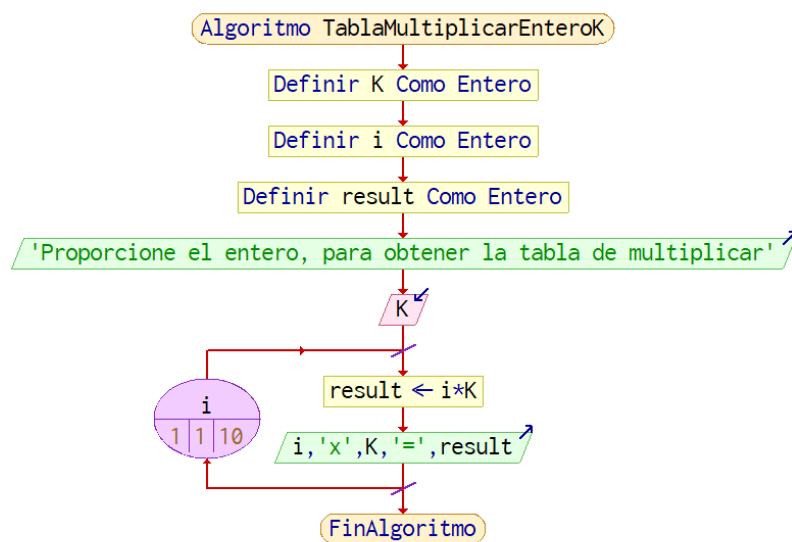 Algoritmo TablaMultiplicarEnteroK
Definir K Como Entero
Definir i Como Entero
Definir result Como Entero
'Proporcione el entero, para obtener la tabla de multiplicar'
K
i
1 1 10
result ← i*K
i,'x',K,'=',result
FinAlgoritmo